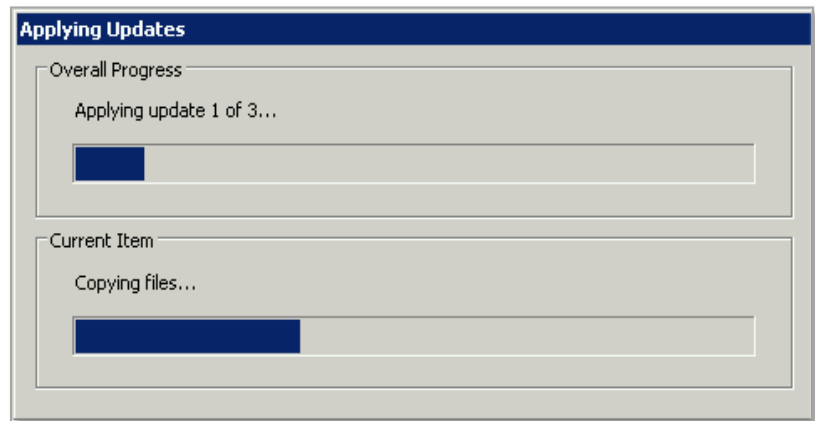 Applying Updates
Overall Progress
Applying update 1 of 3...
Current Item
Copying files...